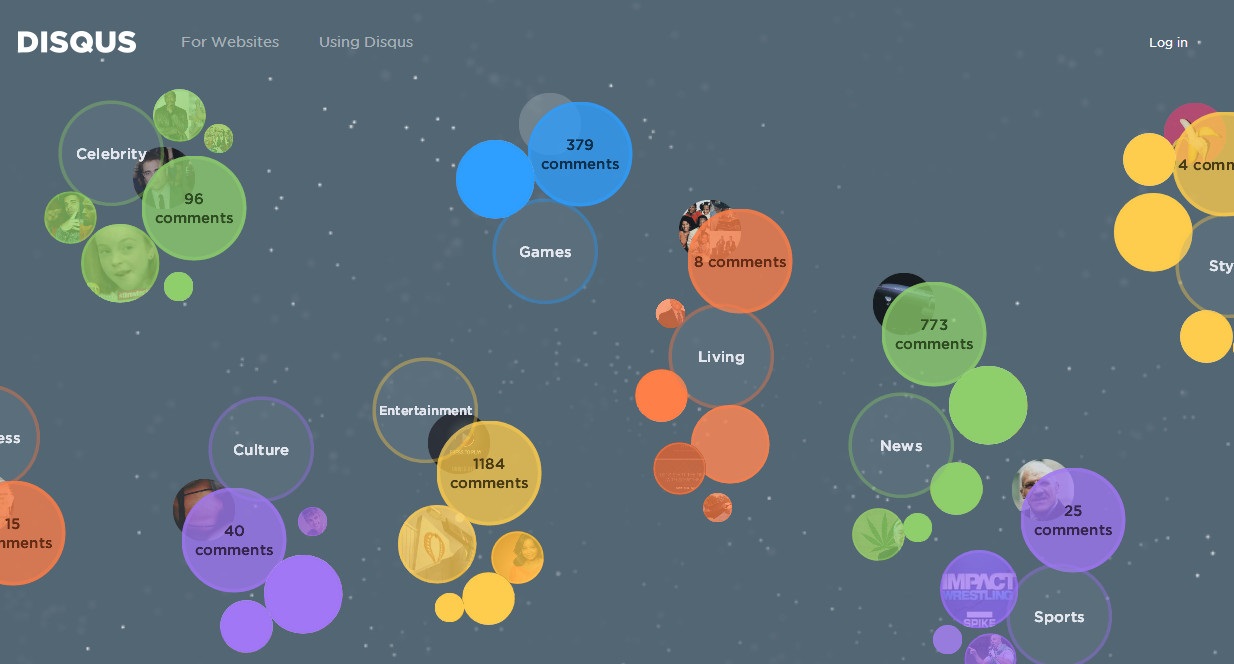 DISQUS
For Websites
Using Disqus
Log in
Celebrity
96
comments
379
comments
Games
8 comments
Living
4 comm
Sty
773
comments
News
Entertainment
1184
comments
Culture
40
comments
ess
15
mments
25
comments
IMPACT
WRESTLING
SPIKE
Sports